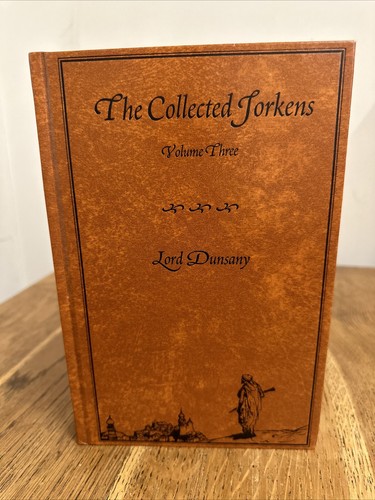 The Collected Jorkens
Volume Three
Lord Dunsany